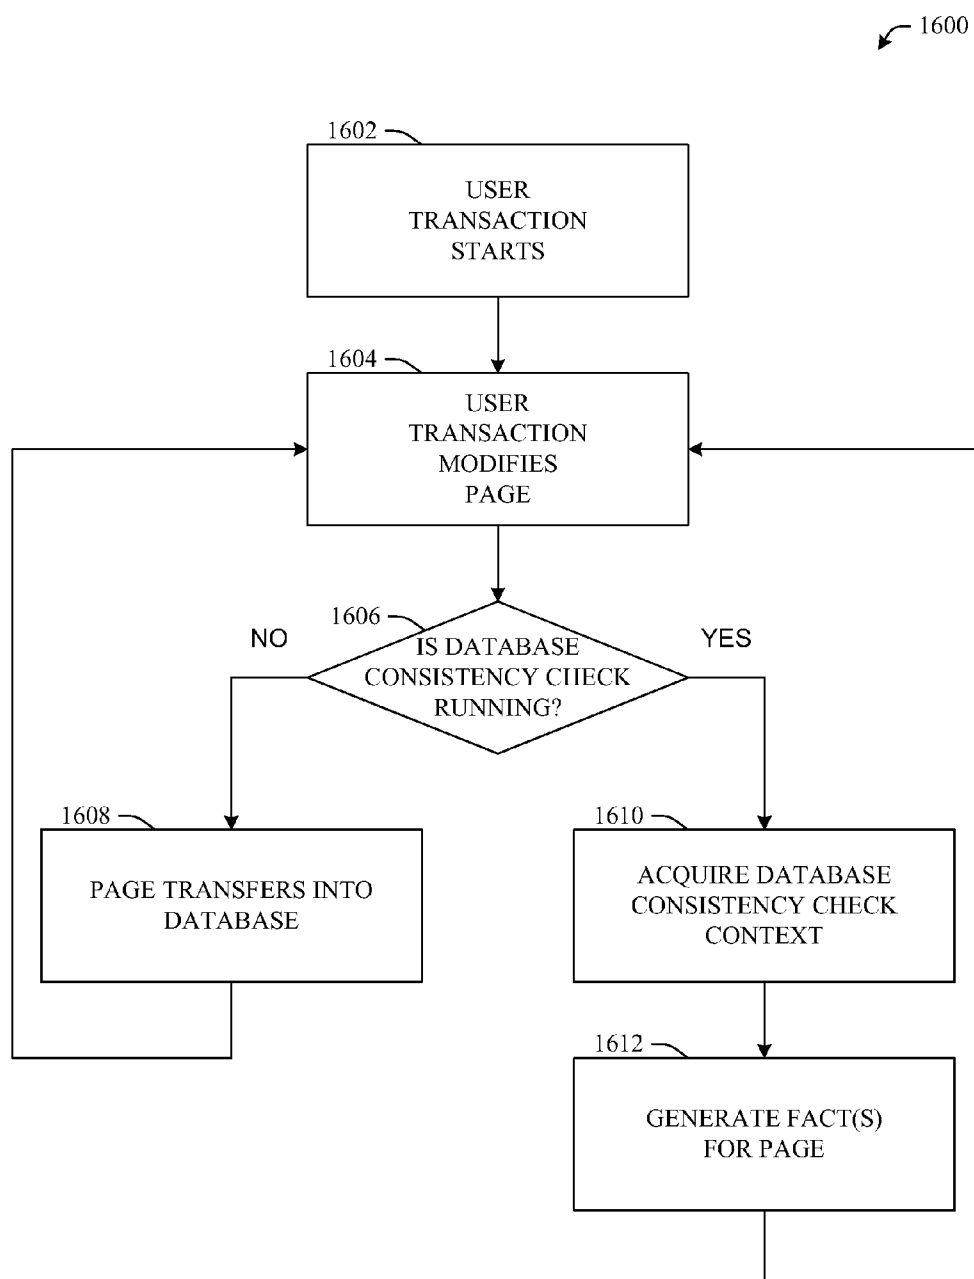 1600
1602
USER
TRANSACTION
STARTS
1604
USER
TRANSACTION
MODIFIES
PAGE
1606
NO
YES
IS DATABASE
CONSISTENCY CHECK
RUNNING?
1608
PAGE TRANSFERS INTO
DATABASE
1610
ACQUIRE DATABASE
CONSISTENCY CHECK
CONTEXT
1612
GENERATE FACT(S)
FOR PAGE